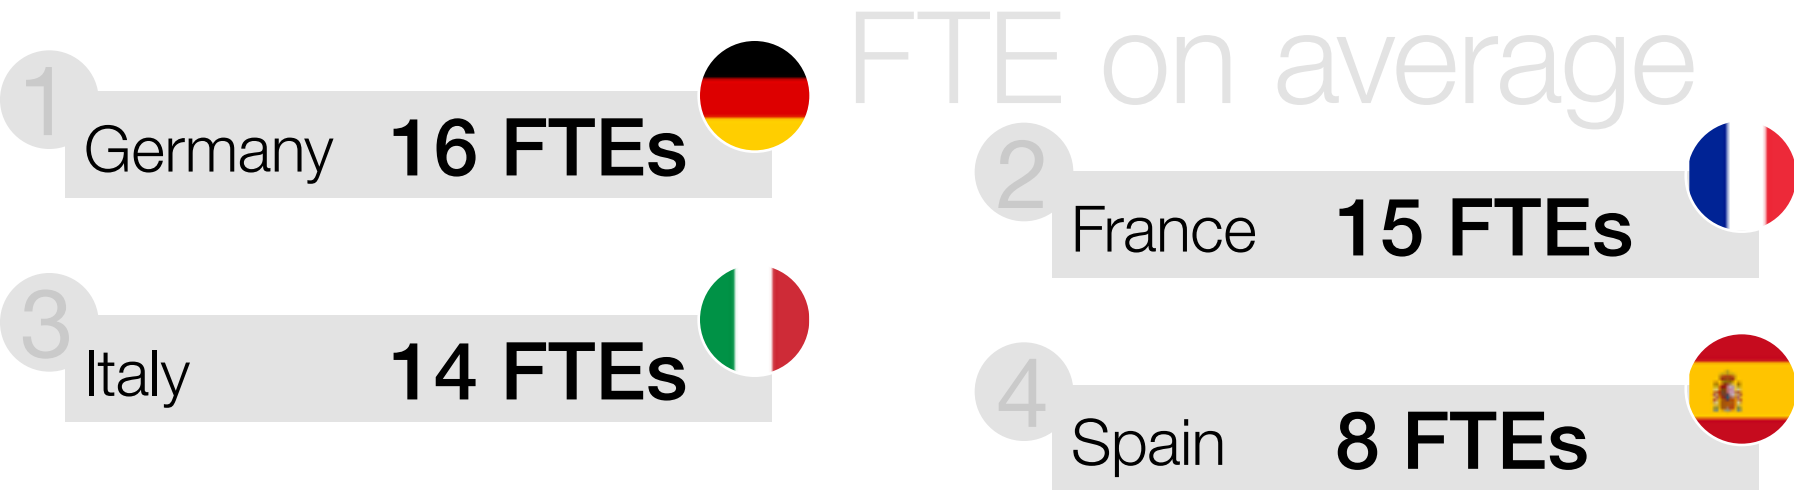 FTE on average
1
Germany 16 FTEs
2
France 15 FTEs
3
Italy 14 FTEs
4
Spain 8 FTEs